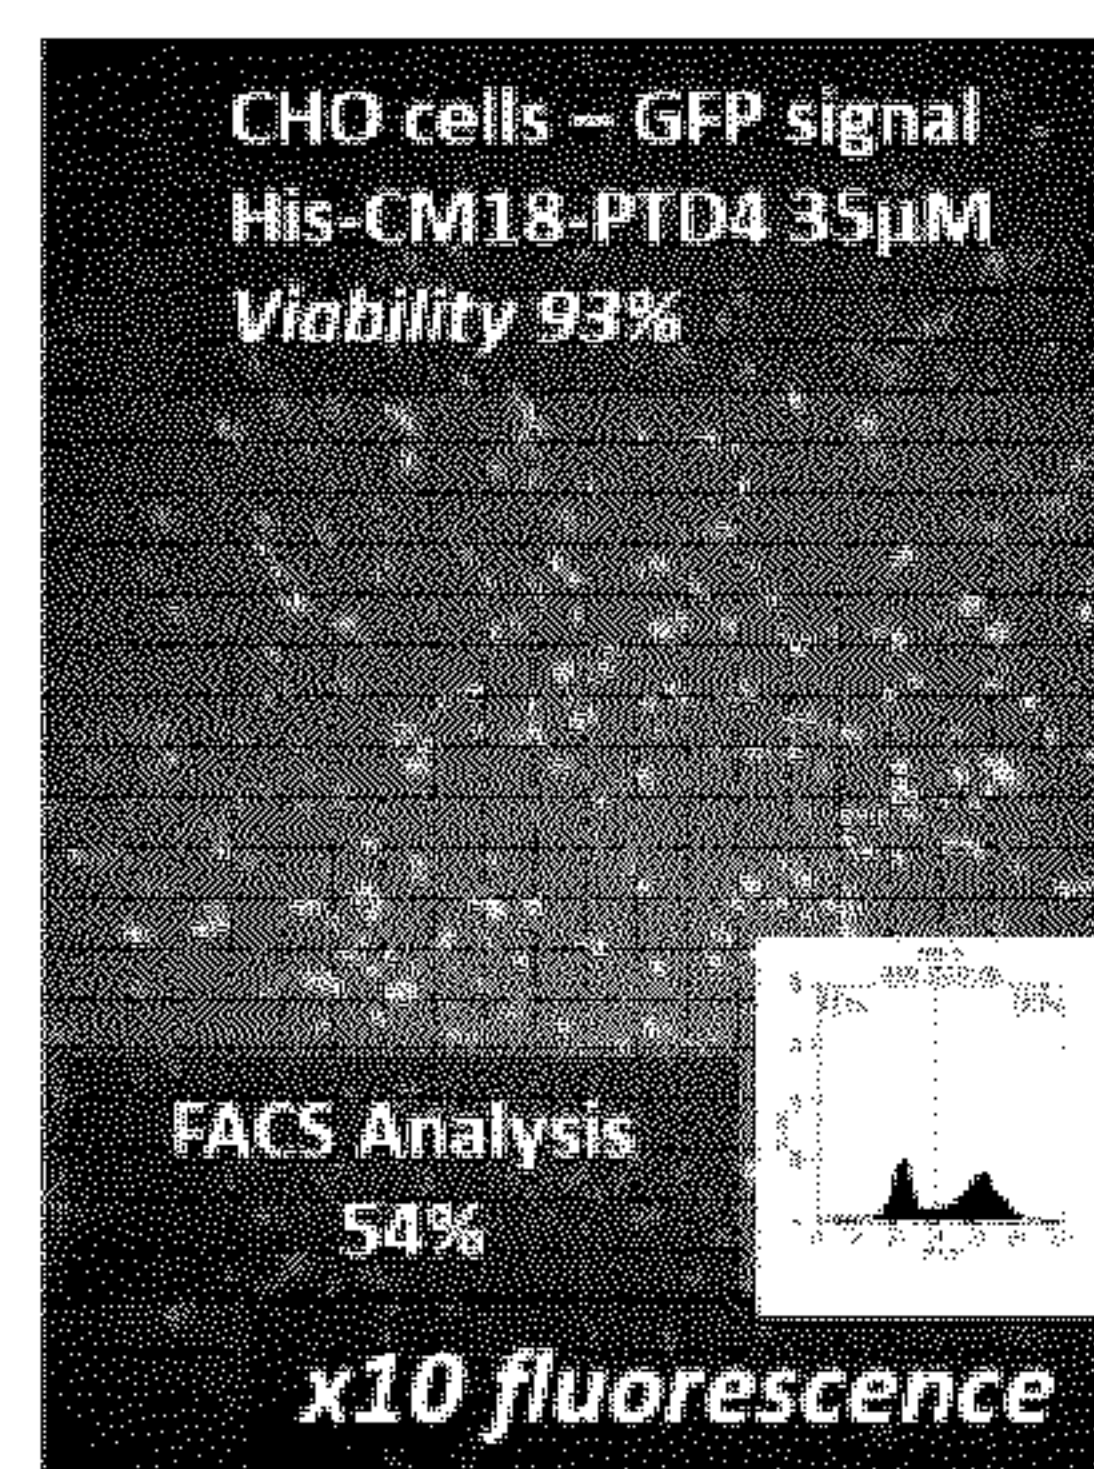 CHO cells – GFP signal
His-CM18-PTD4 35µM
Viability 93%
FACS Analysis
54%
x10 fluorescence